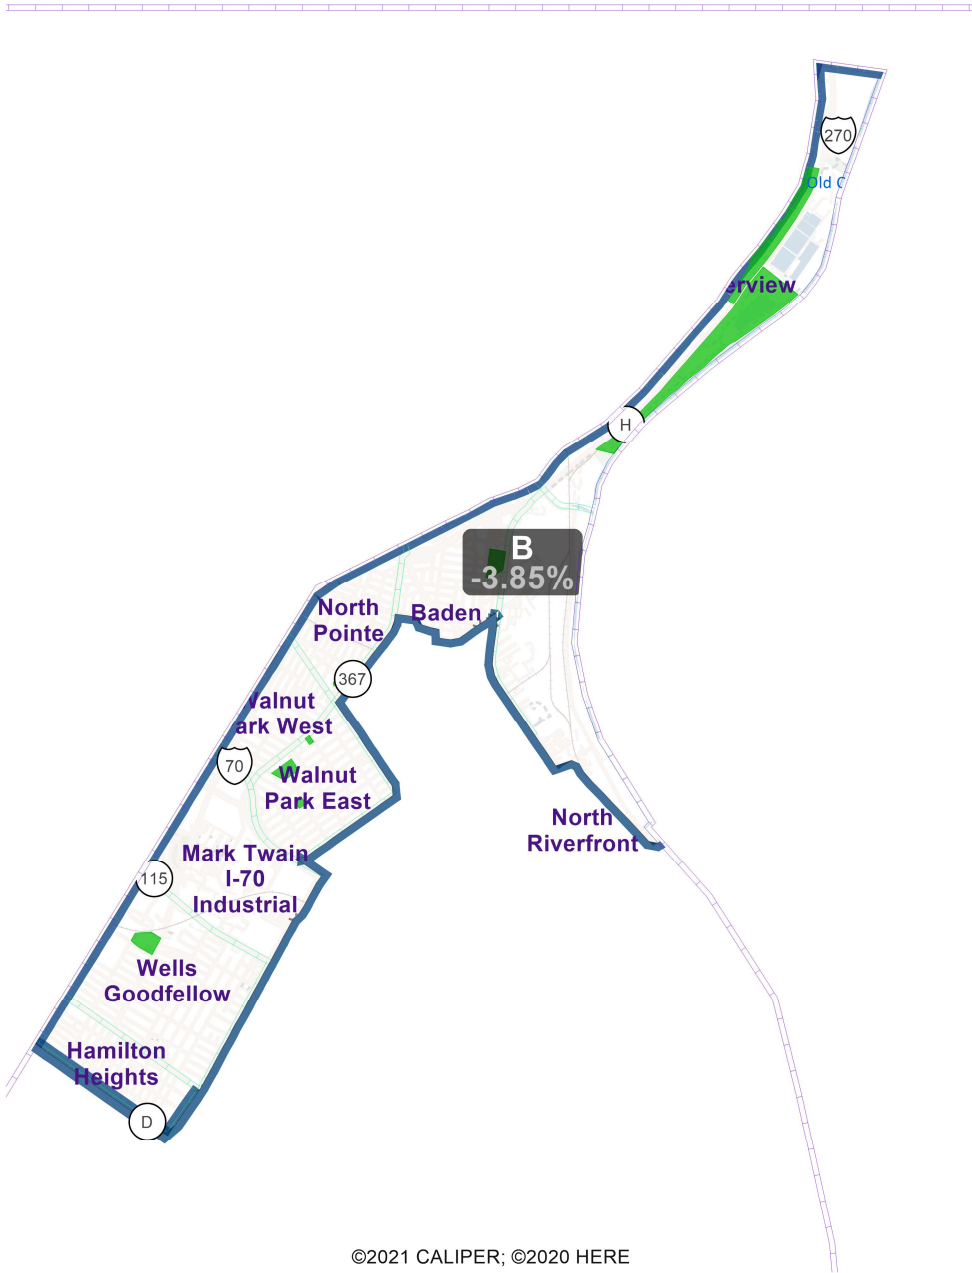 270
Old C
erview
H
B
-3.85%
North
Pointe
Baden
367
Valnut
ark West
70
Walnut
Park East
North
Riverfront
Mark Twain
I-70
Industrial
115
Wells
Goodfellow
Hamilton
Heights
D
©2021 CALIPER; ©2020 HERE